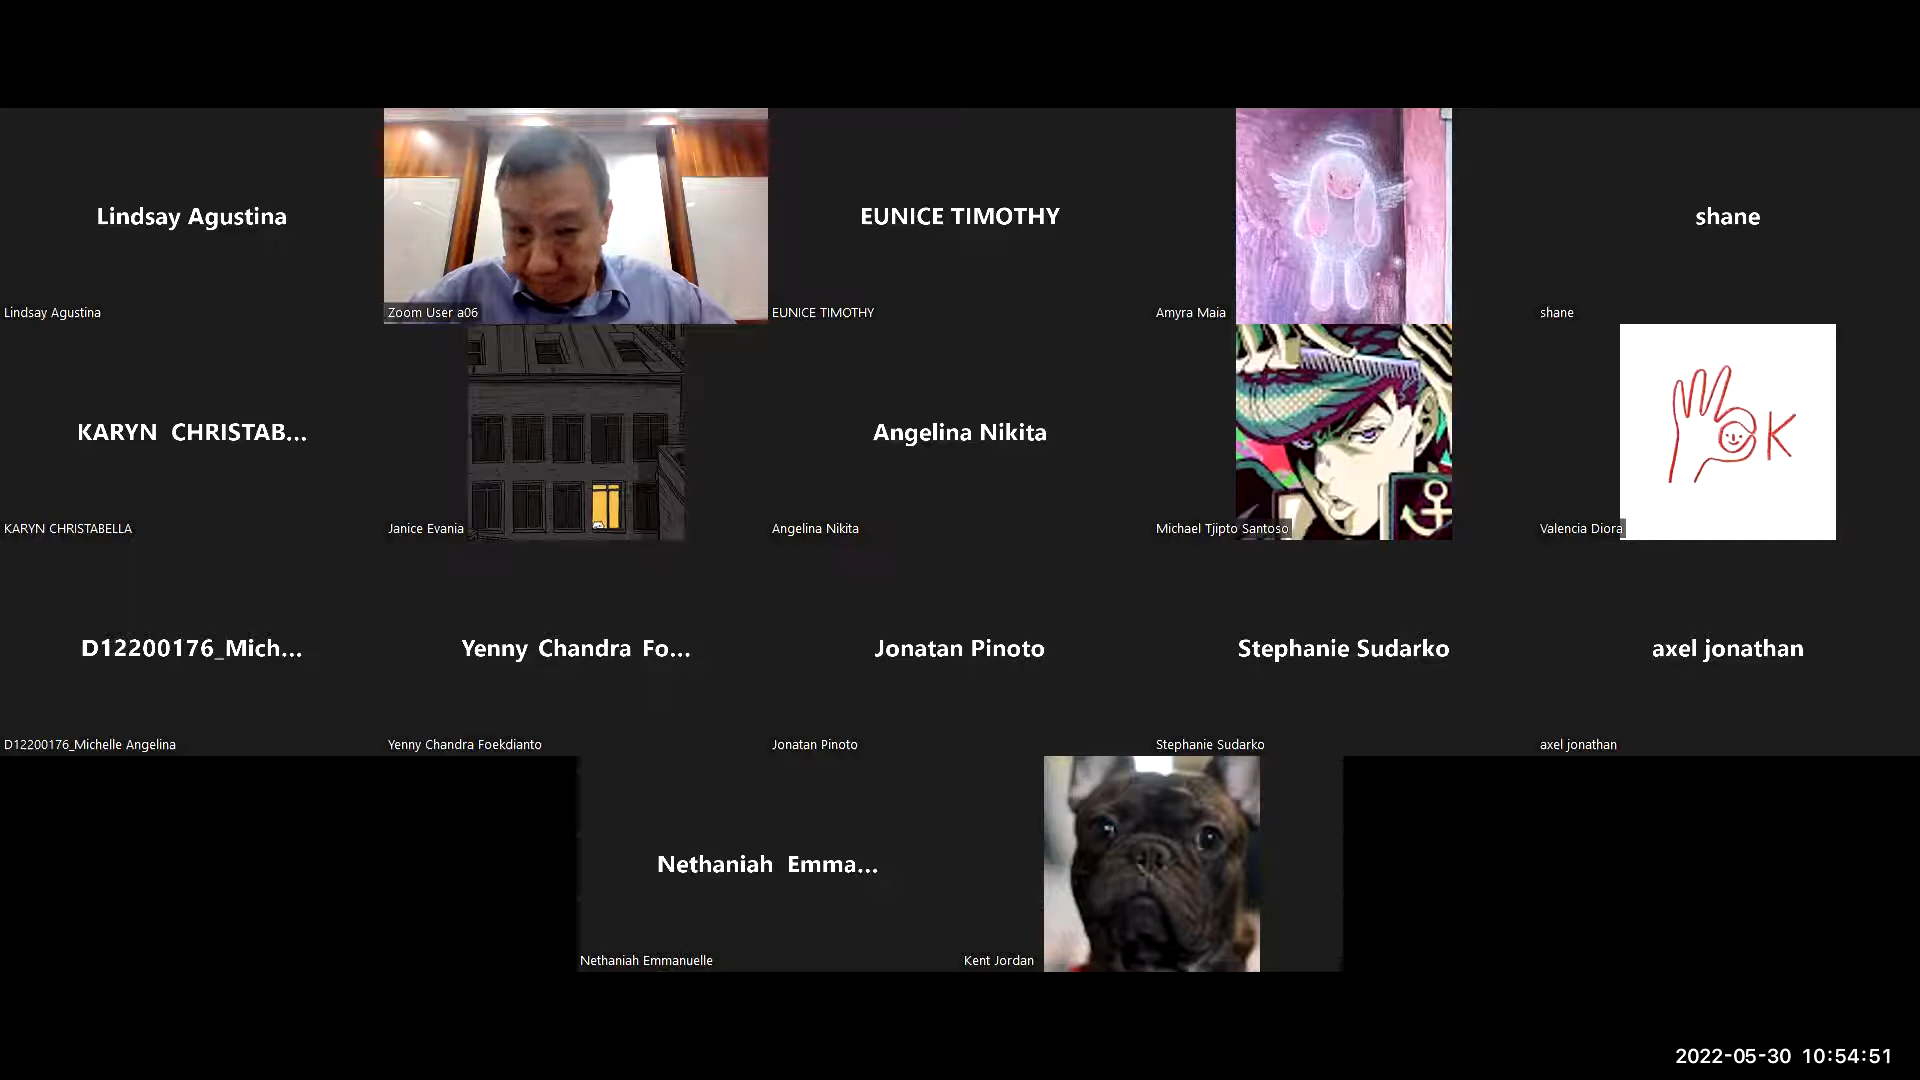 Lindsay Agustina
EUNICE TIMOTHY
shane
Lindsay Agustina
Zoom User a06
EUNICE TIMOTHY
Amyra Maia
shane
KARYN CHRISTAB...
Angelina Nikita
OK
KARYN CHRISTABELLA
Janice Evania
Angelina Nikita
Michael Tjipto Santoso
Valencia Diora
D12200176_Mich...
Yenny Chandra Fo...
Jonatan Pinoto
Stephanie Sudarko
axel jonathan
D12200176_Michelle Angelina
Yenny Chandra Foekdianto
Jonatan Pinoto
Stephanie Sudarko
axel jonathan
Nethaniah Emma...
Nethaniah Emmanuelle
Kent Jordan
2022-05-30 10:54:51